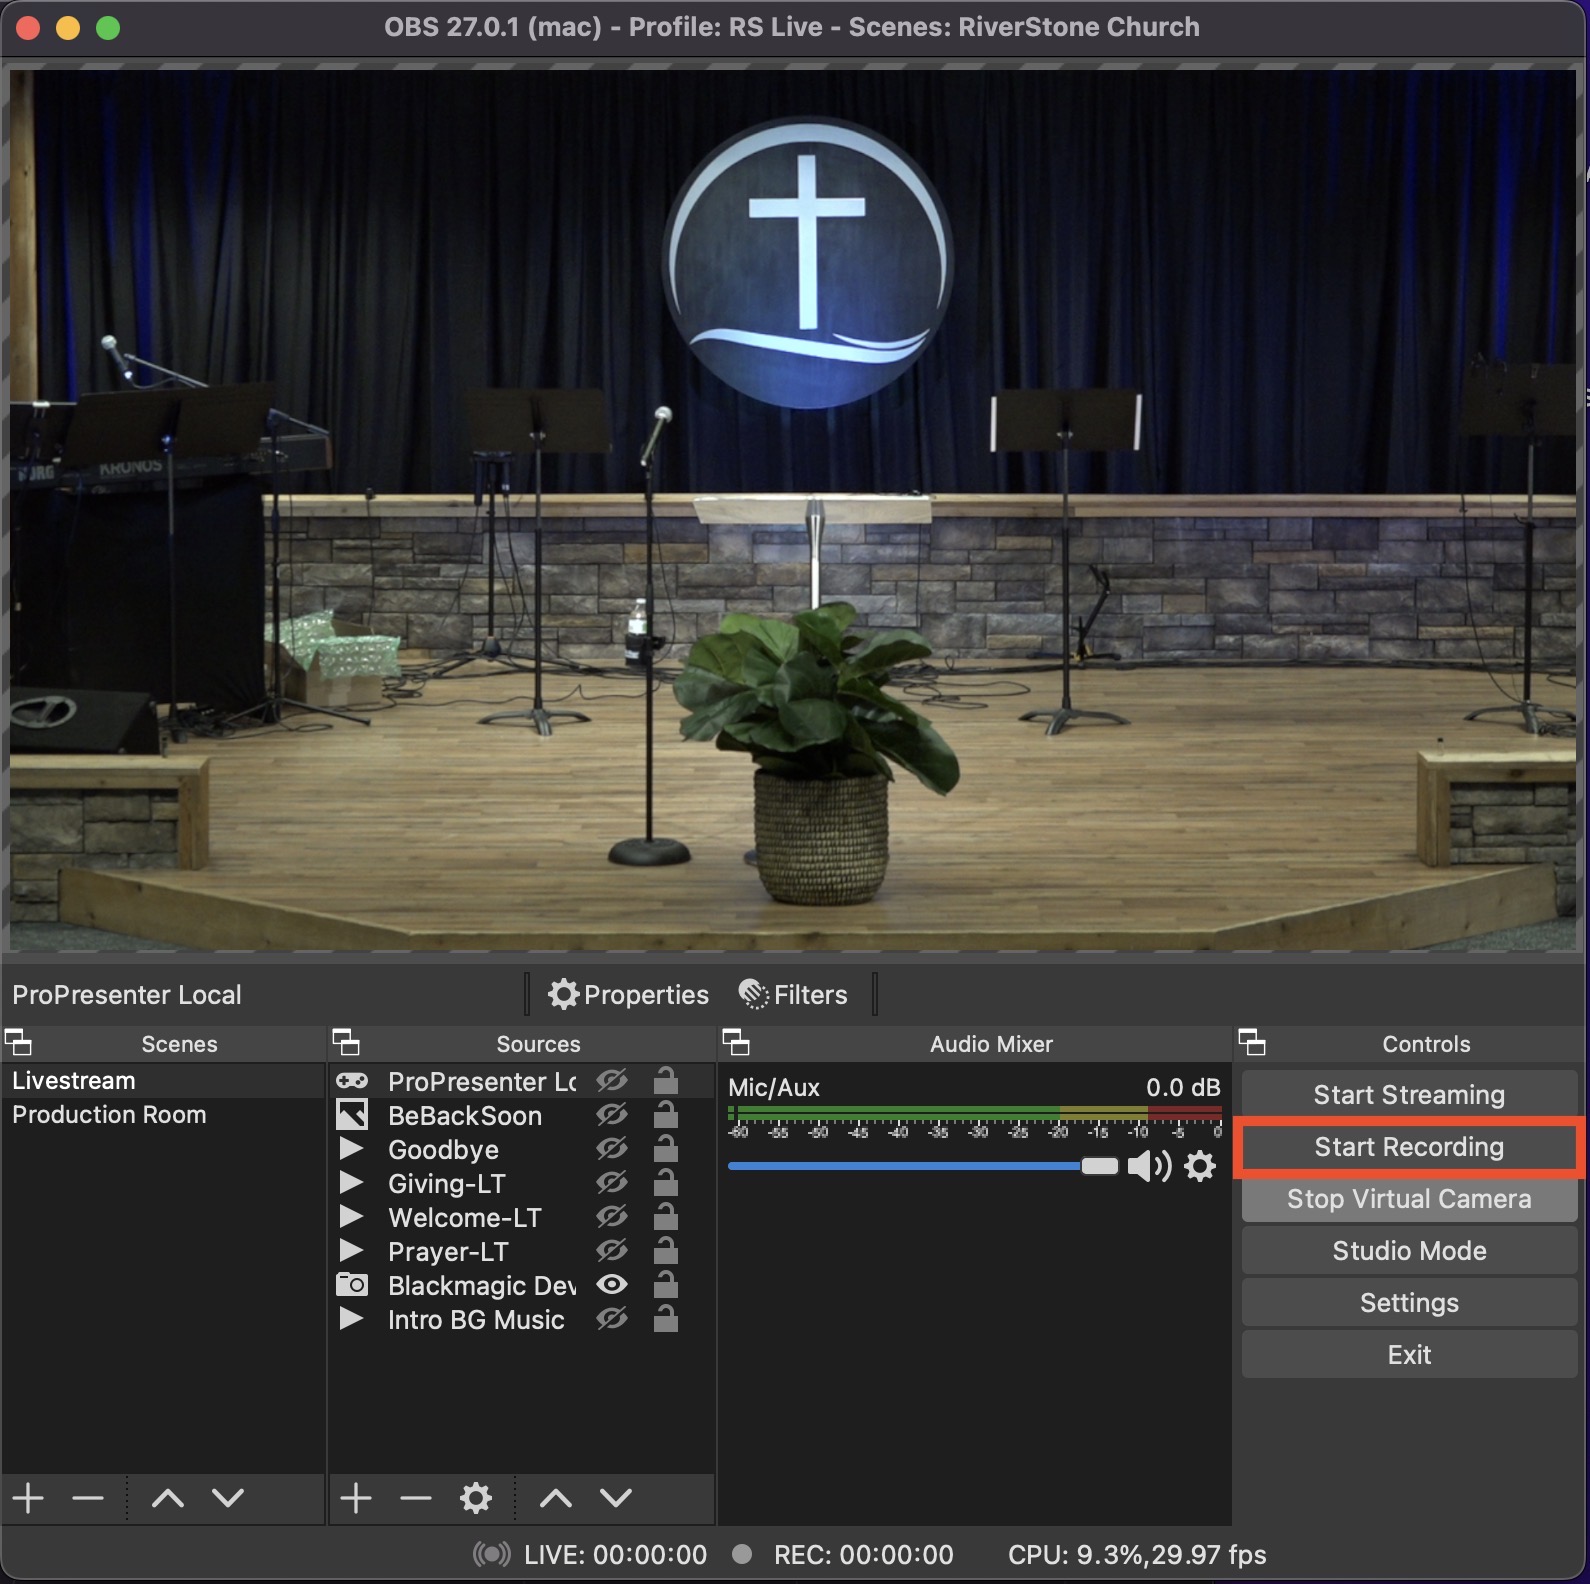 OBS 27.0.1 (mac) - Profile: RS Live - Scenes: RiverStone Church
KORG
KRONOS
ProPresenter Local
Properties
Filters
Scenes
Sources
Audio Mixer
Controls
Livestream
Production Room
ProPresenter Lc
BeBackSoon
Goodbye
Giving-LT
Welcome-LT
Prayer-LT
Blackmagic Dev
Intro BG Music
Mic/Aux 0.0 dB
-60 -55 -50 -45 -40 -35 -30 -25 -20 -15 -10 -5 0
Start Streaming
Start Recording
Stop Virtual Camera
Studio Mode
Settings
Exit
LIVE: 00:00:00
REC: 00:00:00
CPU: 9.3%,29.97 fps